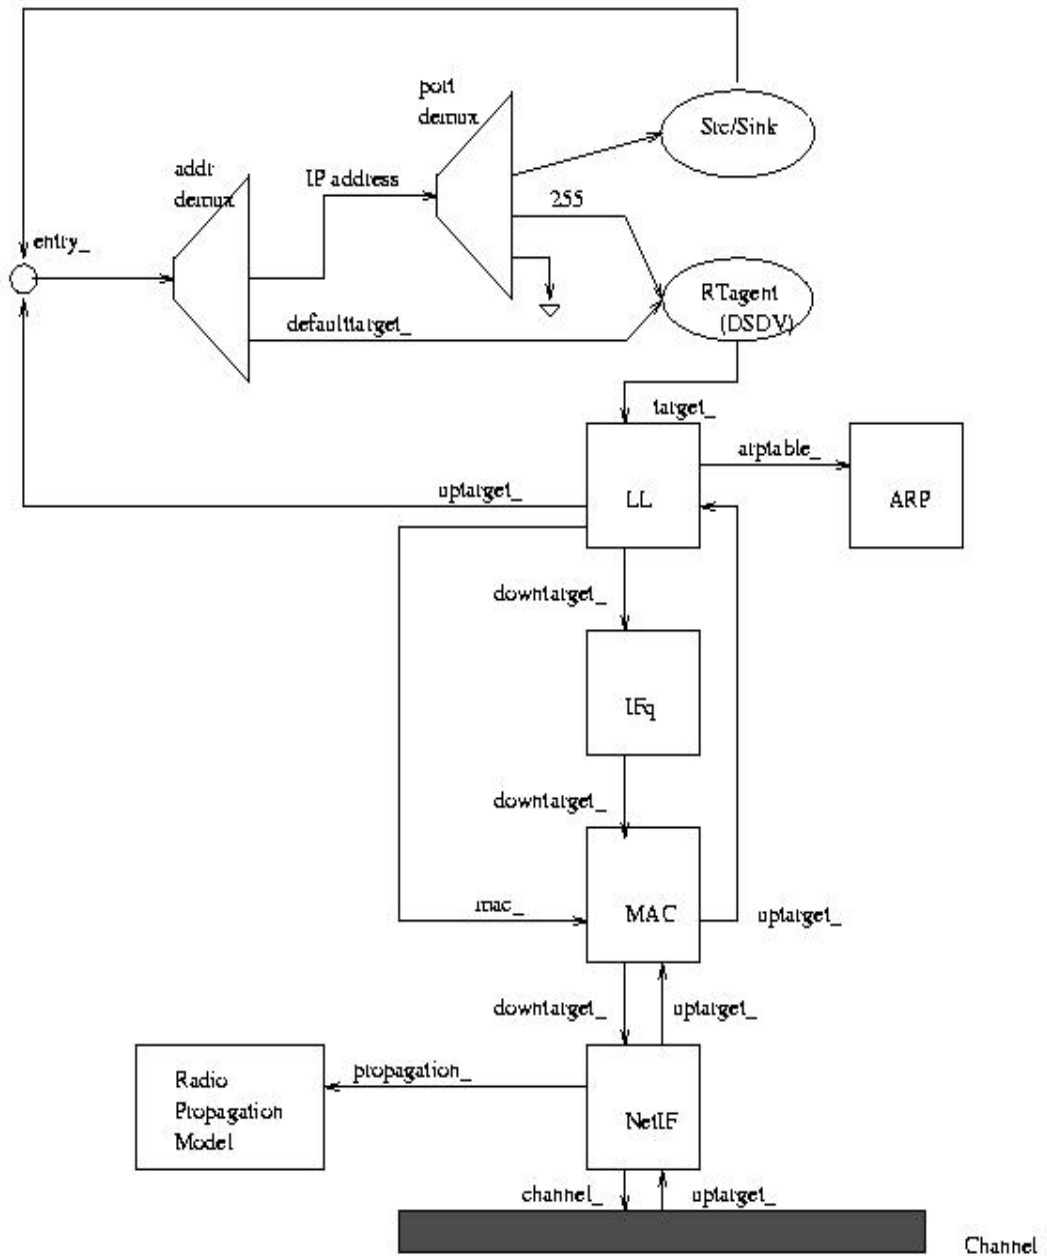 port
demux
Src/Sink
addr
demux
IP address
255
entry_
RTagent
(DSDV)
defaulttarget_
target_
arptable_
uptarget_
LL
ARP
downtarget_
IFq
downtarget_
mac_
MAC
uptarget_
downtarget_
uptarget_
propagation_
Radio
Propagation
Model
NetIF
channel_
uptarget_
Channel